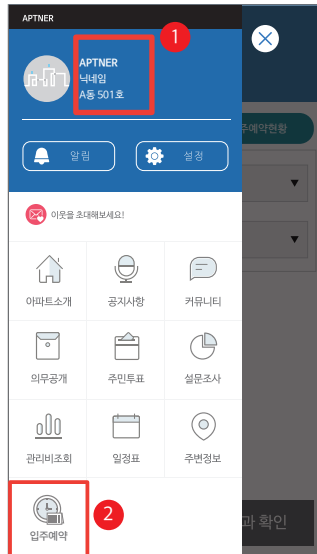 APTNER
1
APTNER
닉네임
A동 501호
알림
설정
주예약현황
이웃을 초대해보세요!
아파트소개
공지사항
커뮤니티
의무공개
주민투표
설문조사
관리비조회
일정표
주변정보
입주예약
2
과 확인